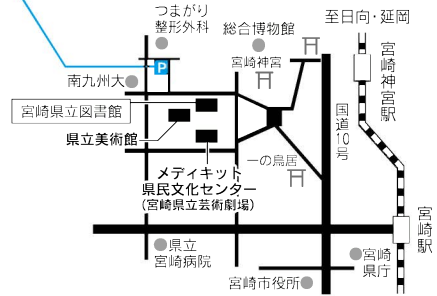 つまがり
整形外科
総合博物館
至日向・延岡
宮崎神宮
P
南九州大
宮崎神宮駅
宮崎県立図書館
国道10号
県立美術館
一の鳥居
メディキット
県民文化センター
(宮崎県立芸術劇場)
宮崎駅
県立
宮崎病院
宮崎
県庁
宮崎市役所